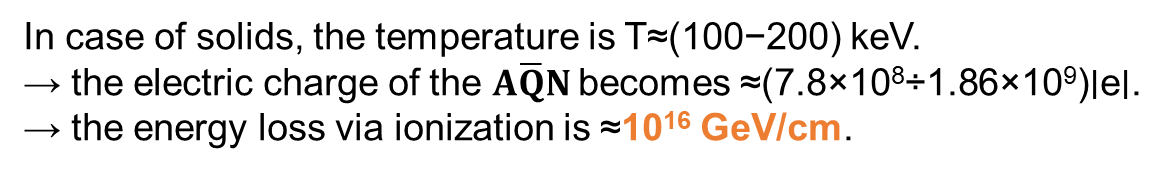 In case of solids, the temperature is T≈(100−200) keV.
→ the electric charge of the AQ̅N becomes ≈(7.8×10⁸÷1.86×10⁹)|e|.
→ the energy loss via ionization is ≈10¹⁶ GeV/cm.